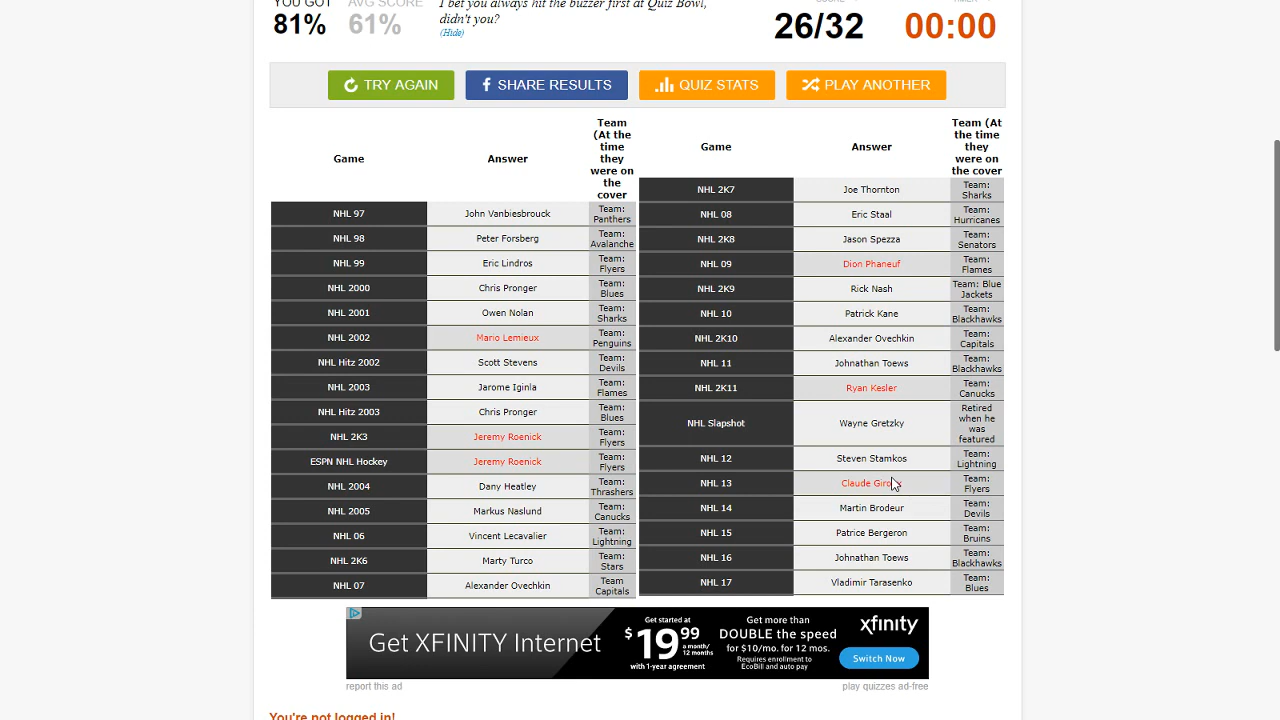 YOU GOT
81%
AVG SCORE
61%
I bet you always hit the buzzer first at Quiz Bowl,
didn't you?
(Hide)
26/32
00:00
TRY AGAIN
SHARE RESULTS
QUIZ STATS
PLAY ANOTHER
Game
Answer
Team
(At the
time
they
were on
the
cover
NHL 97
John Vanbiesbrouck
Team:
Panthers
NHL 98
Peter Forsberg
Team:
Avalanche
NHL 99
Eric Lindros
Team:
Flyers
NHL 2000
Chris Pronger
Team:
Blues
NHL 2001
Owen Nolan
Team:
Sharks
NHL 2002
Mario Lemieux
Team:
Penguins
NHL Hitz 2002
Scott Stevens
Team:
Devils
NHL 2003
Jarome Iginla
Team:
Flames
NHL Hitz 2003
Chris Pronger
Team:
Blues
NHL 2K3
Jeremy Roenick
Team:
Flyers
ESPN NHL Hockey
Jeremy Roenick
Team:
Flyers
NHL 2004
Dany Heatley
Team:
Thrashers
NHL 2005
Markus Naslund
Team:
Canucks
NHL 06
Vincent Lecavalier
Team:
Lightning
NHL 2K6
Marty Turco
Team:
Stars
NHL 07
Alexander Ovechkin
Team
Capitals
Game
Answer
Team (At
the time
they
were on
the cover
NHL 2K7
Joe Thornton
Team:
Sharks
NHL 08
Eric Staal
Team:
Hurricanes
NHL 2K8
Jason Spezza
Team:
Senators
NHL 09
Dion Phaneuf
Team:
Flames
NHL 2K9
Rick Nash
Team: Blue
Jackets
NHL 10
Patrick Kane
Team:
Blackhawks
NHL 2K10
Alexander Ovechkin
Team:
Capitals
NHL 11
Johnathan Toews
Team:
Blackhawks
NHL 2K11
Ryan Kesler
Team:
Canucks
NHL Slapshot
Wayne Gretzky
Retired
when he
was
featured
NHL 12
Steven Stamkos
Team:
Lightning
NHL 13
Claude Giroux
Team:
Flyers
NHL 14
Martin Brodeur
Team:
Devils
NHL 15
Patrice Bergeron
Team:
Bruins
NHL 16
Johnathan Toews
Team:
Blackhawks
NHL 17
Vladimir Tarasenko
Team:
Blues
Get XFINITY Internet
Get started at
$19.99
a month/
12 months
with 1-year agreement
Get more than
DOUBLE the speed
for $10/mo. for 12 mos.
Requires enrollment to
EcoBill and auto pay
xfinity
Switch Now
report this ad
play quizzes ad-free
You're not logged in!